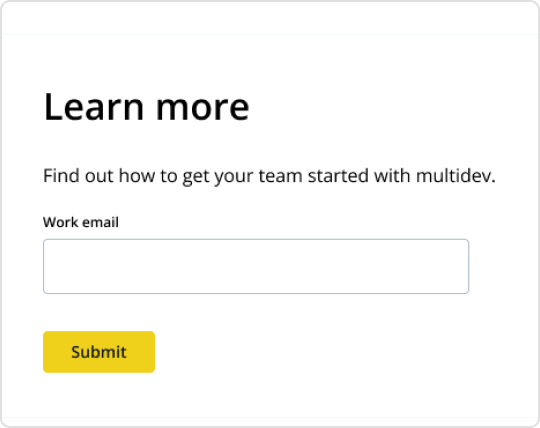 Learn more
Find out how to get your team started with multidev.
Work email
Submit